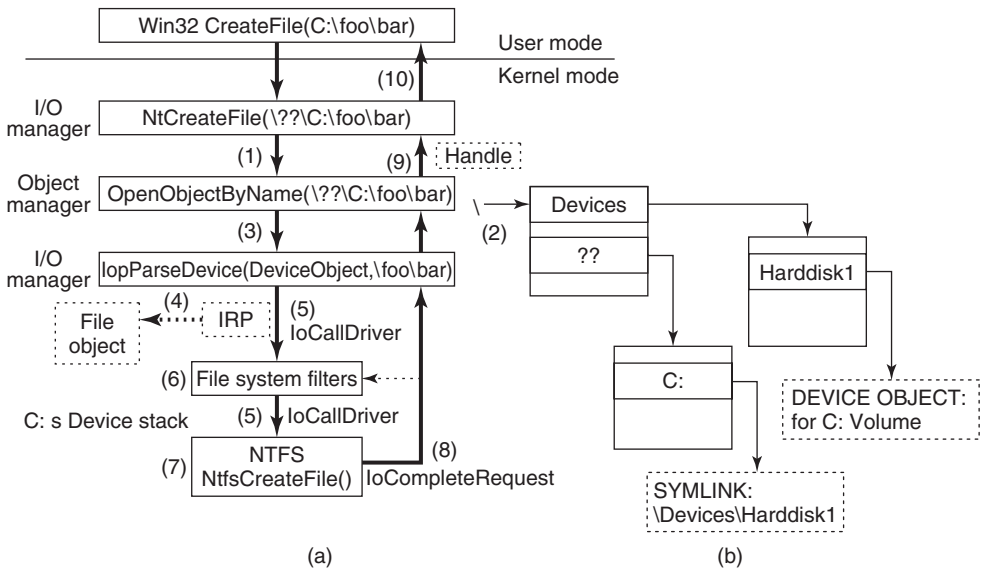 Win32 CreateFile(C:\foo\bar)
User mode
Kernel mode
(10)
I/O
manager
NtCreateFile(\??\C:\foo\bar)
(1)
(9)
Handle
Object
manager
OpenObjectByName(\??\C:\foo\bar)
(3)
I/O
manager
IopParseDevice(DeviceObject,\foo\bar)
(4)
(5)
File
object
IRP
IoCallDriver
(6)
File system filters
(5)
IoCallDriver
C: s Device stack
(7)
NTFS
NtfsCreateFile()
(8)
IoCompleteRequest
(a)
\
(2)
Devices
??
Harddisk1
C:
DEVICE OBJECT:
for C: Volume
SYMLINK:
\Devices\Harddisk1
(b)